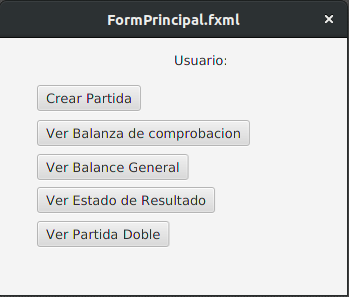 FormPrincipal.fxml
Usuario:
Crear Partida
Ver Balanza de comprobacion
Ver Balance General
Ver Estado de Resultado
Ver Partida Doble